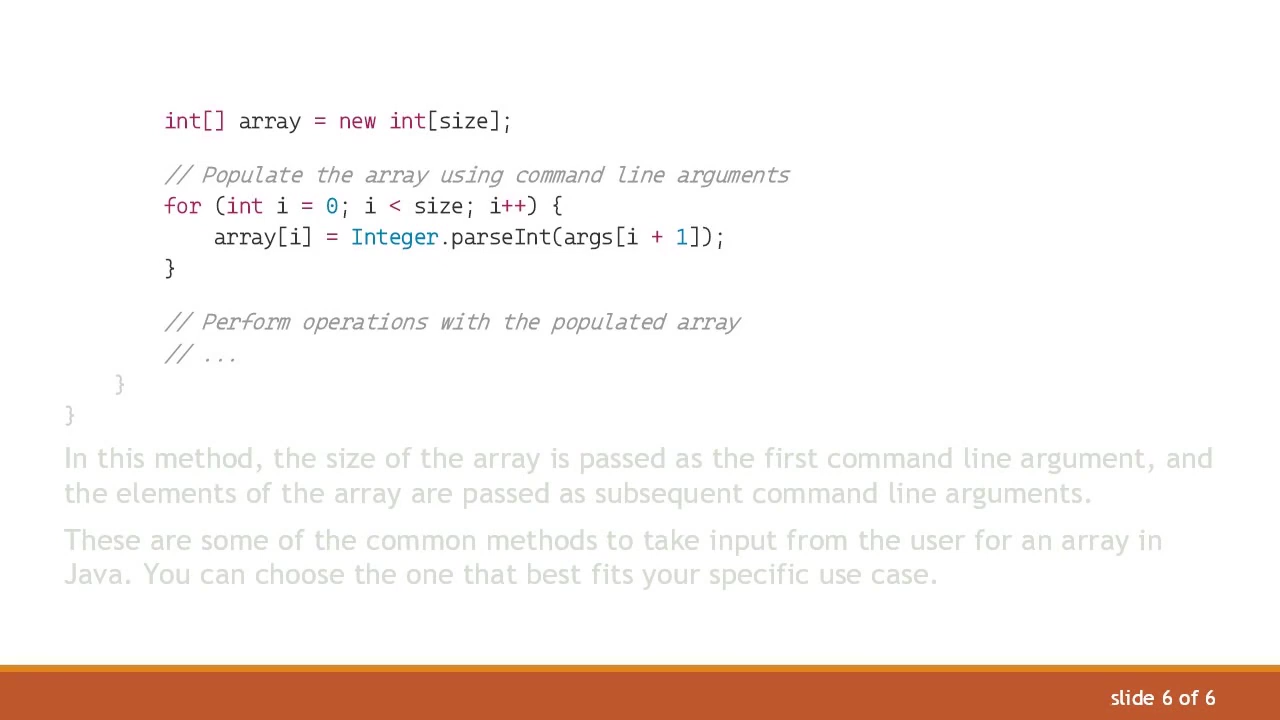 int[] array = new int[size];
// Populate the array using command line arguments
for (int i = 0; i < size; i++) {
array[i] = Integer.parseInt(args[i + 1]);
}
// Perform operations with the populated array
// ...
}
}
In this method, the size of the array is passed as the first command line argument, and
the elements of the array are passed as subsequent command line arguments.
These are some of the common methods to take input from the user for an array in
Java. You can choose the one that best fits your specific use case.
slide 6 of 6